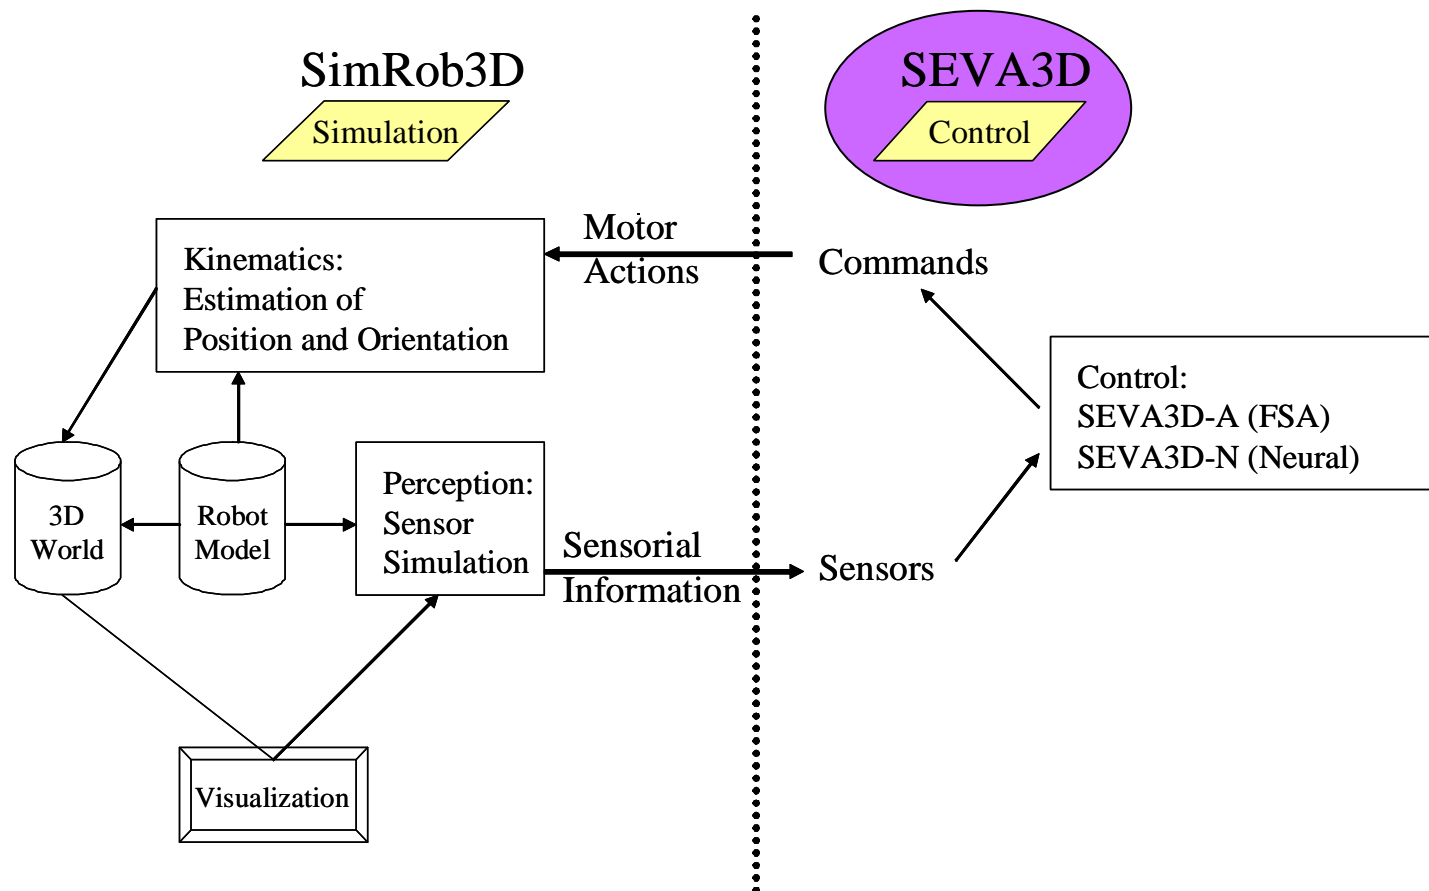 SimRob3D
Simulation
SEVA3D
Control
Motor
Actions
Kinematics:
Estimation of
Position and Orientation
Commands
Control:
SEVA3D-A (FSA)
SEVA3D-N (Neural)
3D
World
Robot
Model
Perception:
Sensor
Simulation
Sensorial
Information
Sensors
Visualization